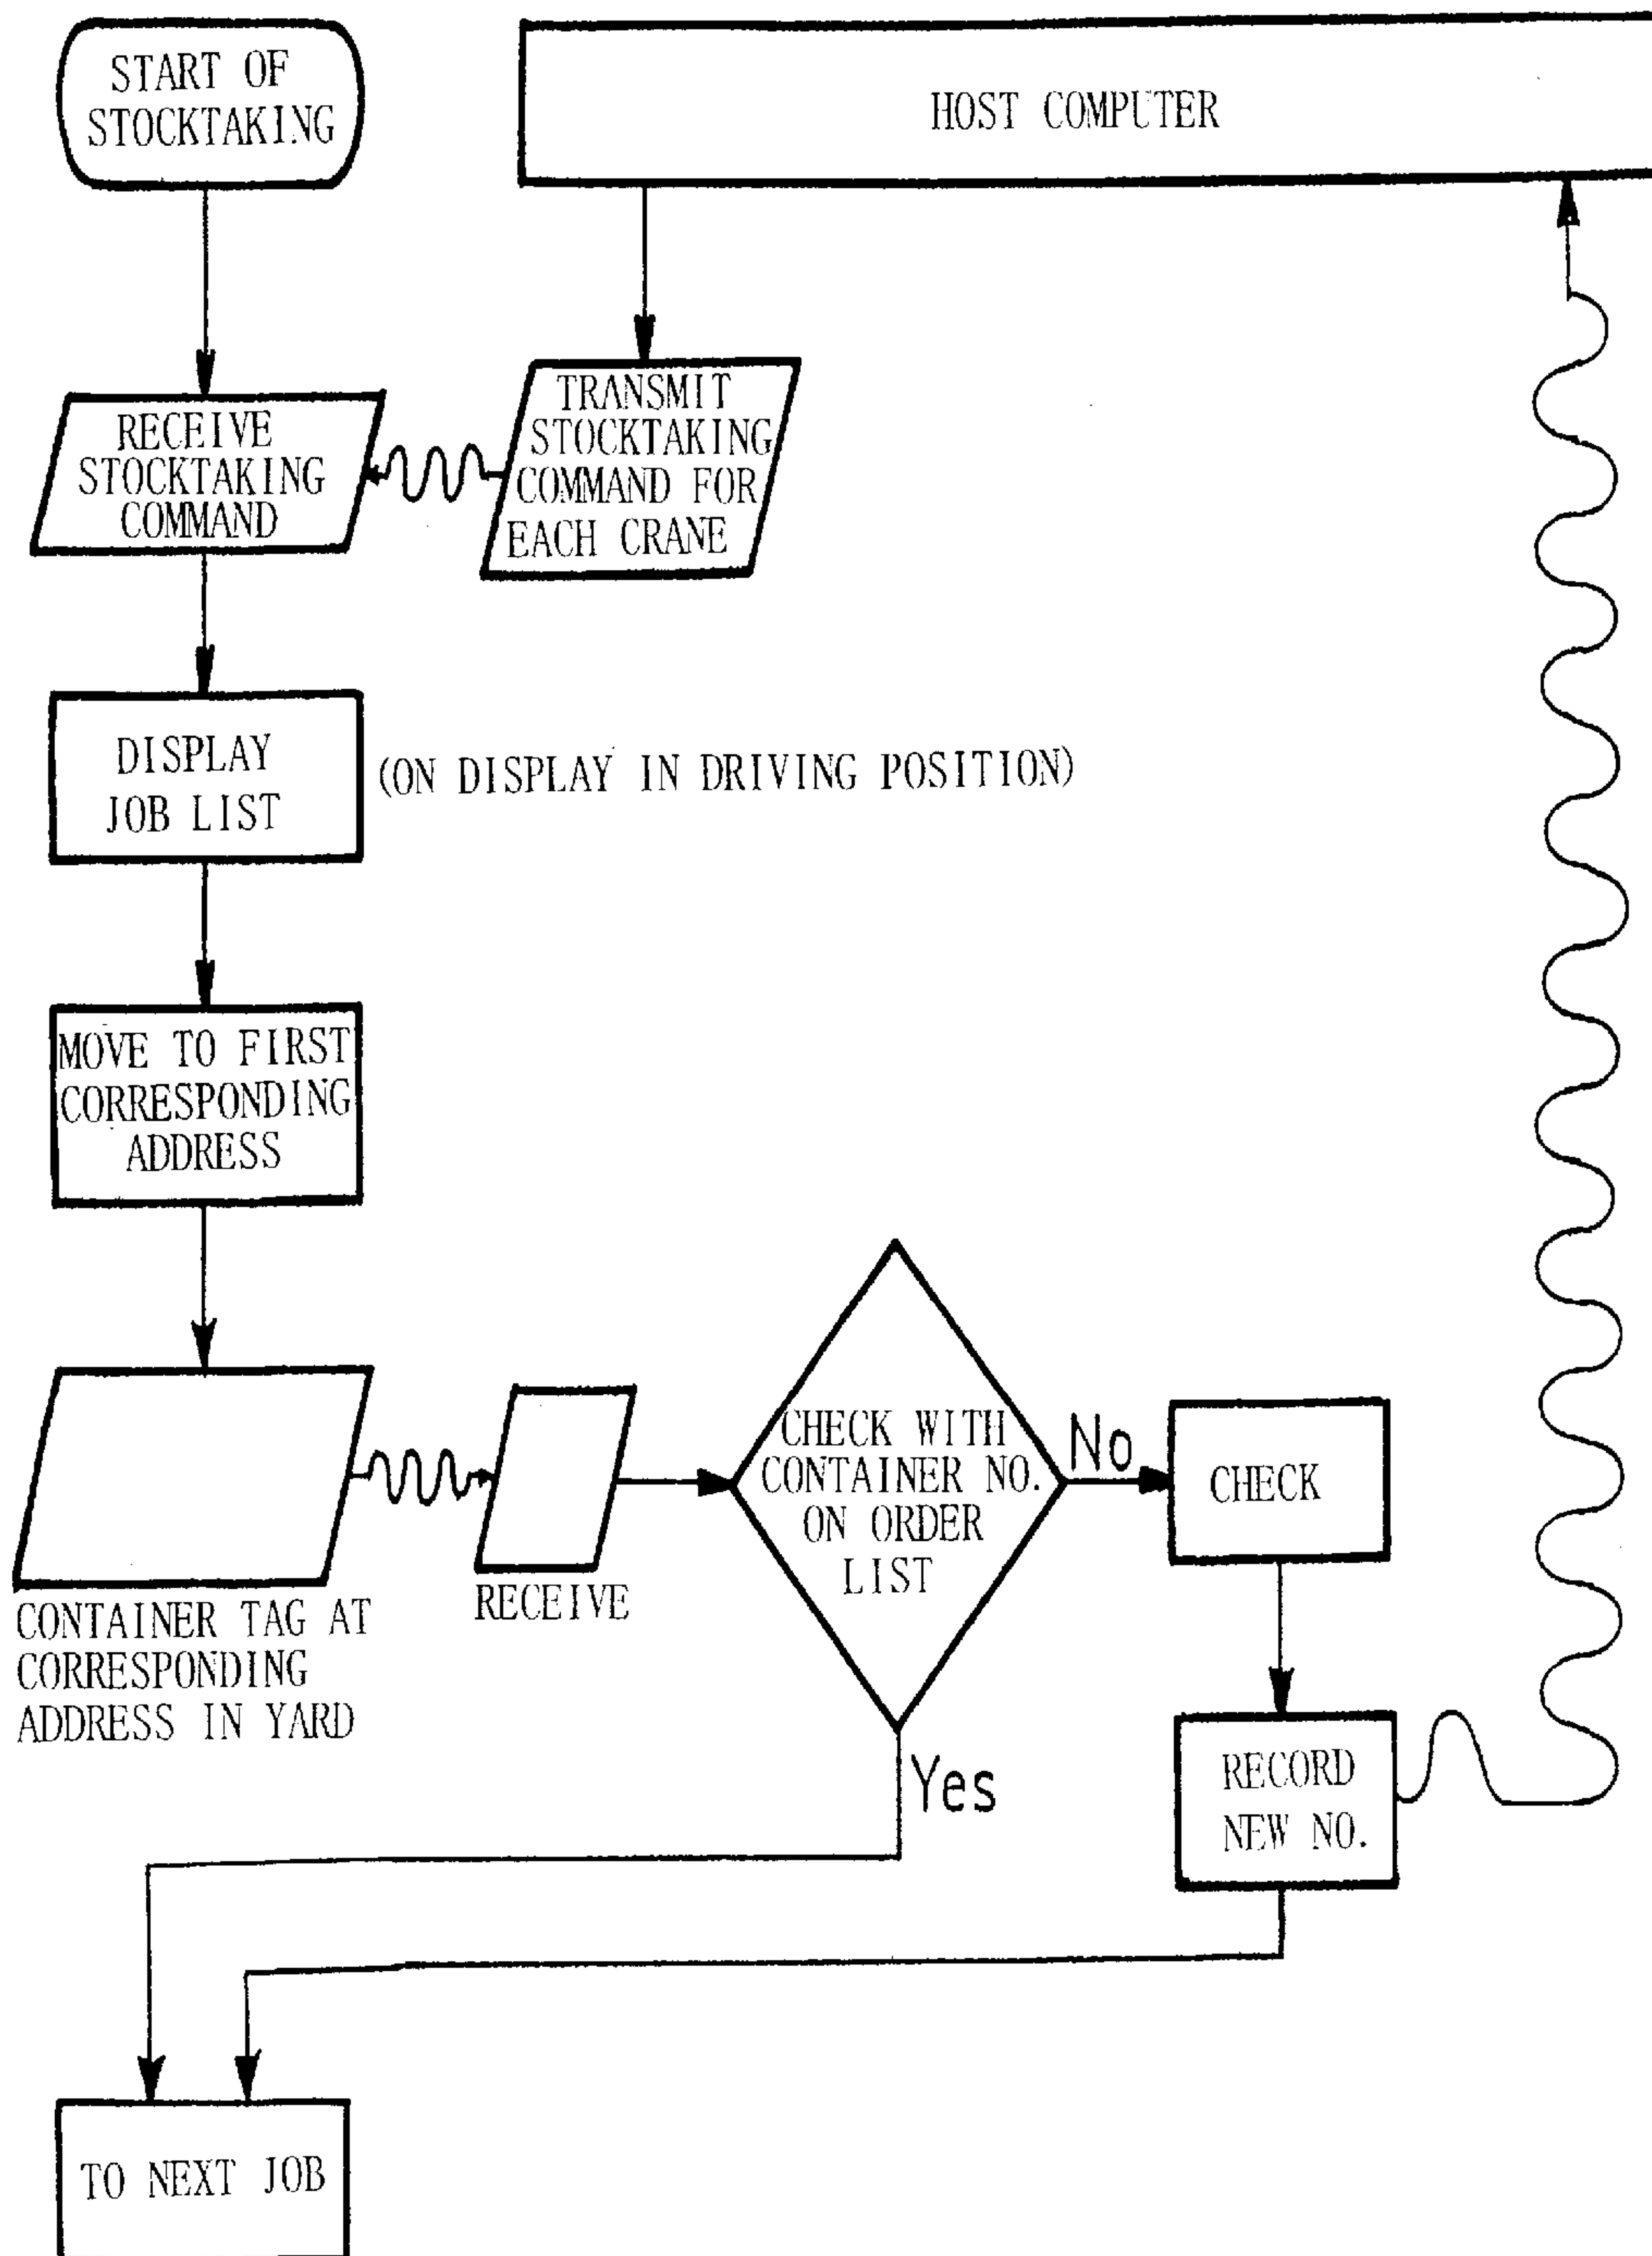 START OF
STOCKTAKING
HOST COMPUTER
RECEIVE
STOCKTAKING
COMMAND
TRANSMIT
STOCKTAKING
COMMAND FOR
EACH CRANE
DISPLAY
JOB LIST
(ON DISPLAY IN DRIVING POSITION)
MOVE TO FIRST
CORRESPONDING
ADDRESS
CONTAINER TAG AT
CORRESPONDING
ADDRESS IN YARD
RECEIVE
CHECK WITH
CONTAINER NO.
ON ORDER
LIST
No
CHECK
Yes
RECORD
NEW NO.
TO NEXT JOB